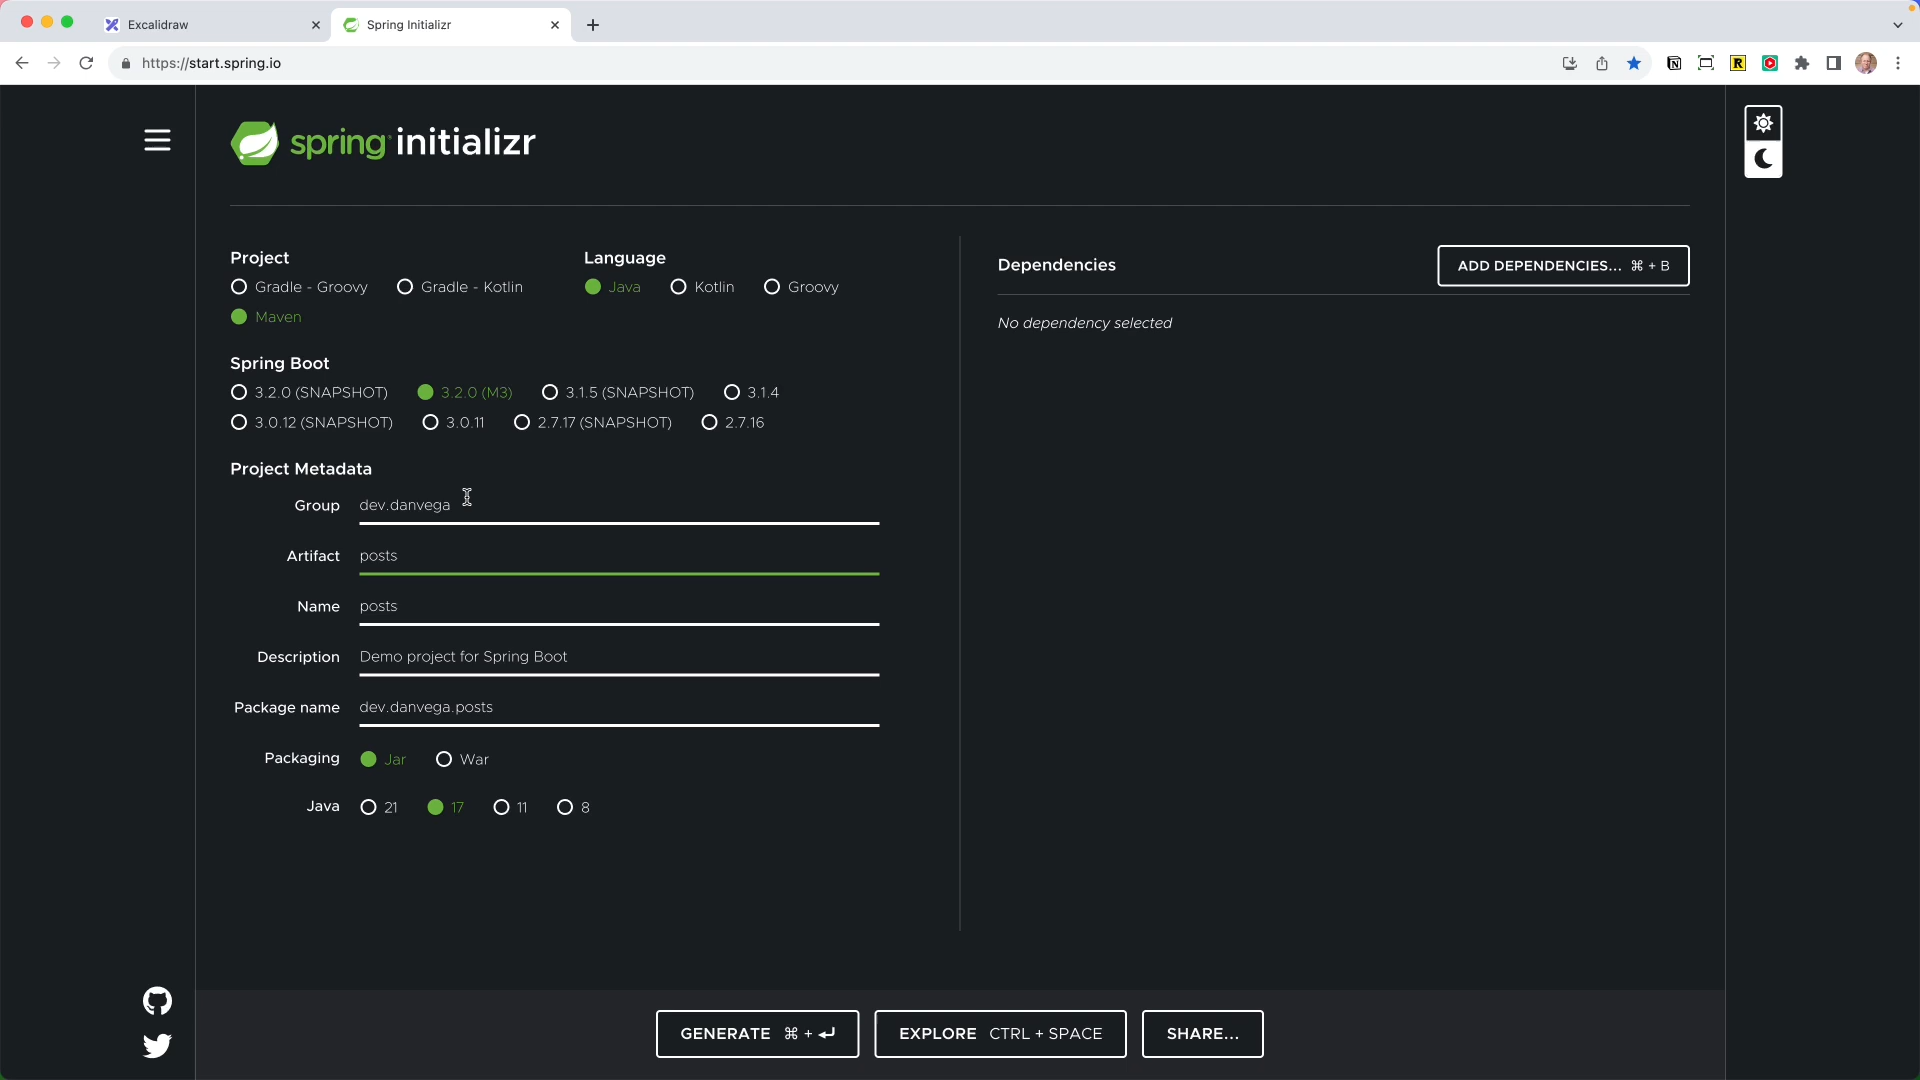 Excalidraw
Spring Initializr
https://start.spring.io
spring initializr
Project
Gradle - Groovy
Gradle - Kotlin
Maven
Language
Java
Kotlin
Groovy
Spring Boot
3.2.0 (SNAPSHOT)
3.2.0 (M3)
3.1.5 (SNAPSHOT)
3.1.4
3.0.12 (SNAPSHOT)
3.0.11
2.7.17 (SNAPSHOT)
2.7.16
Project Metadata
Group dev.danvega
Artifact posts
Name posts
Description Demo project for Spring Boot
Package name dev.danvega.posts
Packaging Jar War
Java 21 17 11 8
Dependencies
ADD DEPENDENCIES... ⌘ + B
No dependency selected
GENERATE ⌘ + ↵
EXPLORE CTRL + SPACE
SHARE...